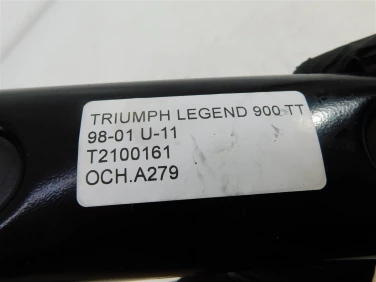 TRIUMPH LEGEND 900 TT
98-01 U-11
T2100161
OCH.A279